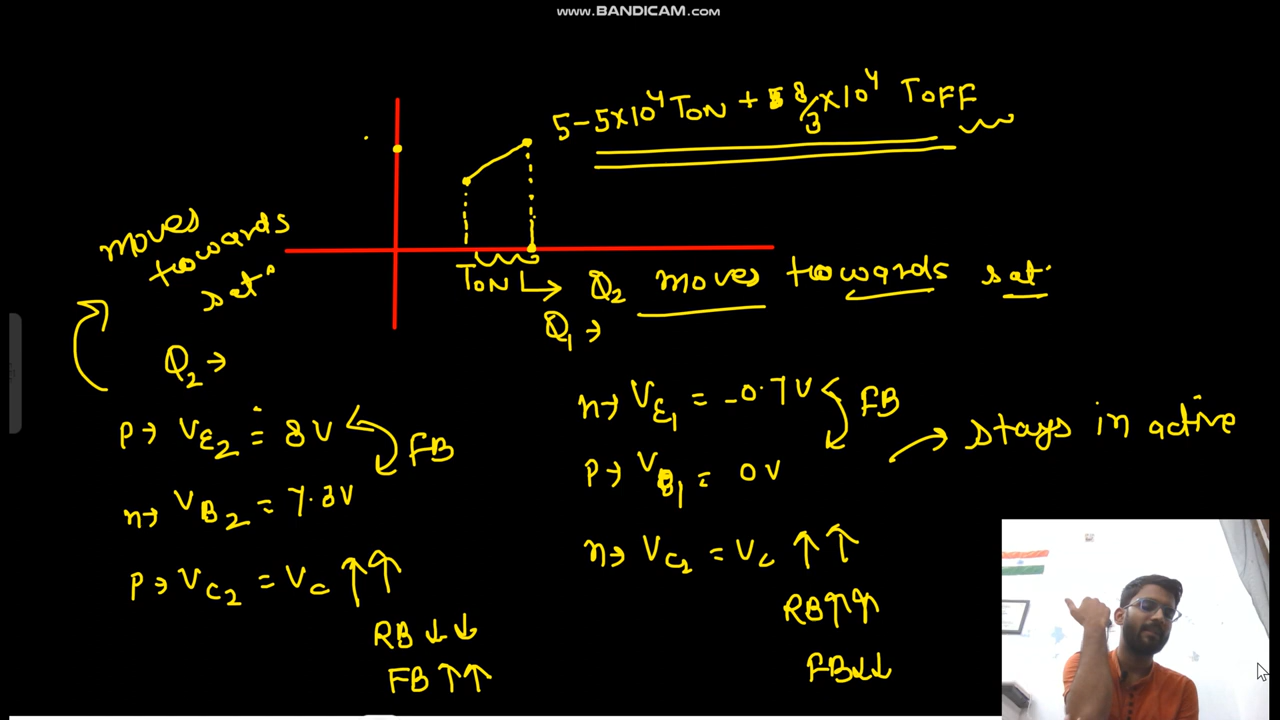 WWW.BANDICAM.COM
5-5x10⁴ TON + 8/3 x10⁴ TOFF
moves
towards
sat.
TON
Q₂ moves towards sat.
Q₁ →
Q₂ →
p→ VE₂ = 8V
FB
n→ VB₂ = 7.3V
p→ VC₂ = VC ↑↑
RB ↓↓
FB ↑↑
n→ VE₁ = -0.7V
FB
stays in active
p→ VB₁ = 0V
n→ VC₂ = VC ↑↑
RB ↑↑
FB ↓↓